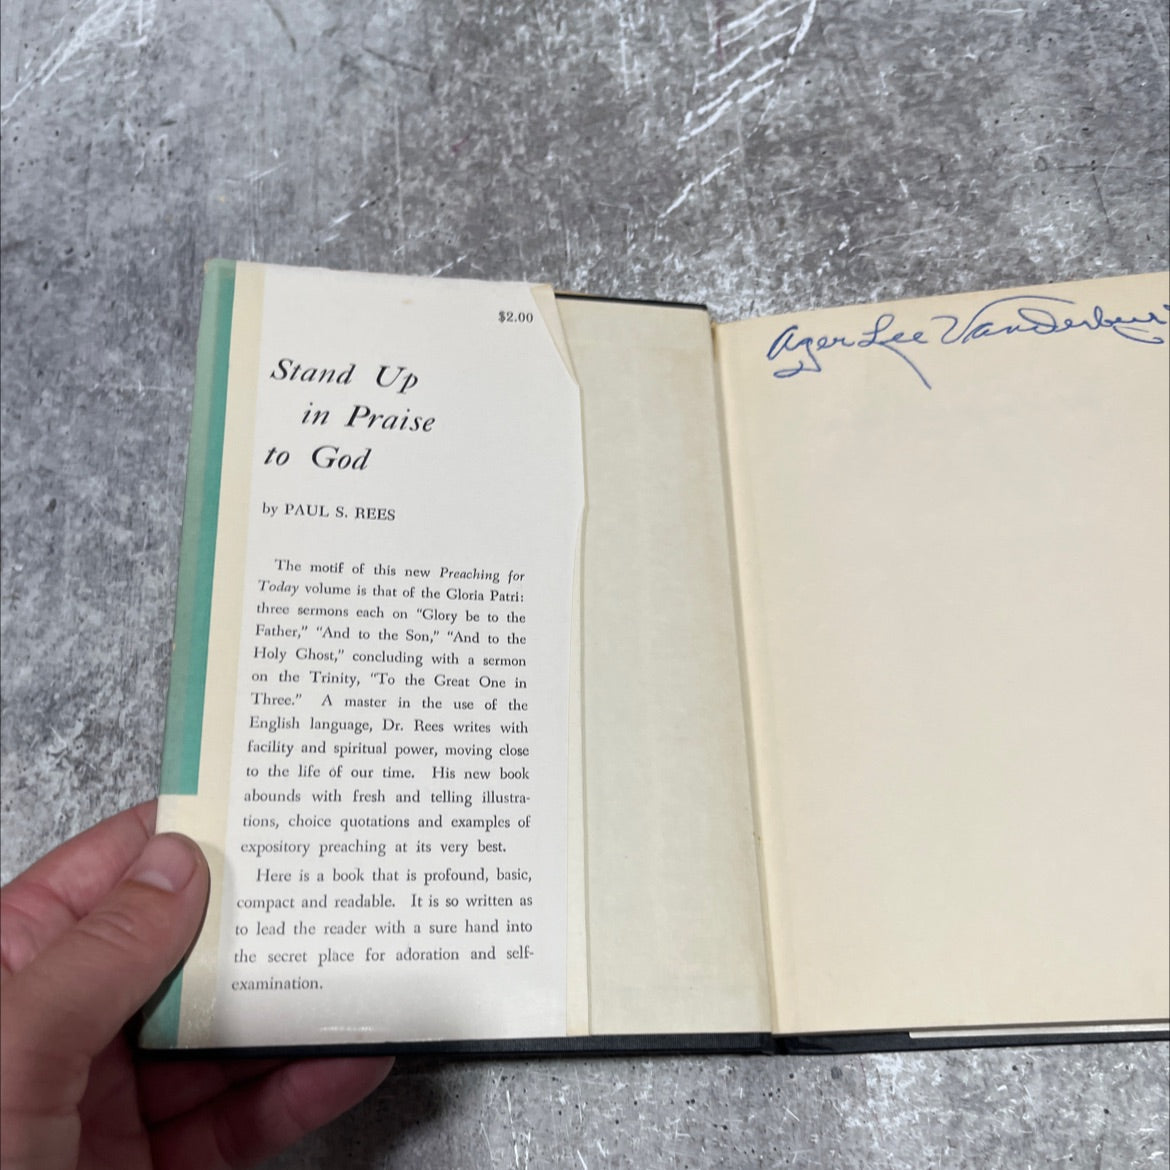 $2.00
Stand Up
in Praise
to God
by PAUL S. REES
The motif of this new Preaching for
Today volume is that of the Gloria Patri:
three sermons each on “Glory be to the
Father,” “And to the Son,” “And to the
Holy Ghost,” concluding with a sermon
on the Trinity, “To the Great One in
Three.” A master in the use of the
English language, Dr. Rees writes with
facility and spiritual power, moving close
to the life of our time. His new book
abounds with fresh and telling illustra-
tions, choice quotations and examples of
expository preaching at its very best.
Here is a book that is profound, basic,
compact and readable. It is so written as
to lead the reader with a sure hand into
the secret place for adoration and self-
examination.
Lee